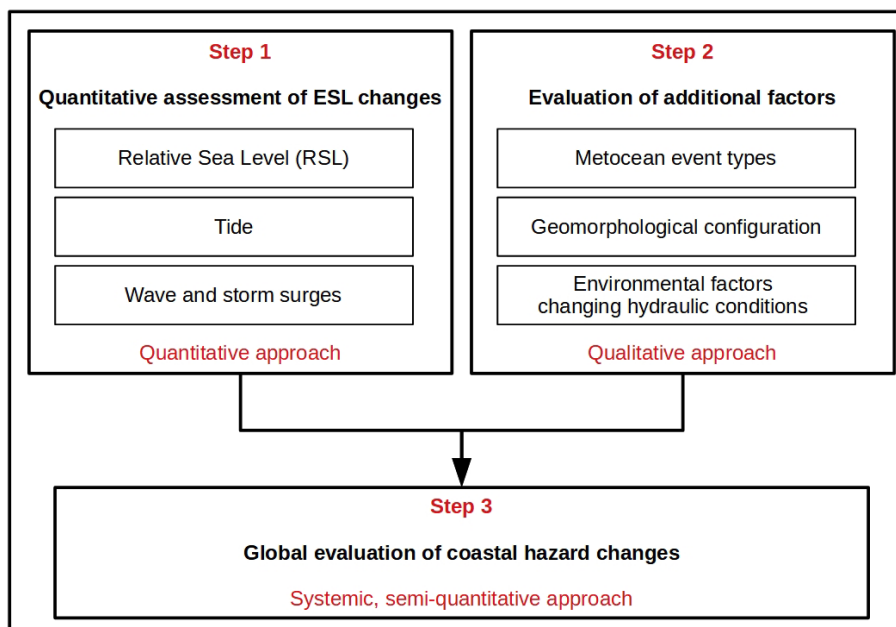 Step 1
Quantitative assessment of ESL changes
Relative Sea Level (RSL)
Tide
Wave and storm surges
Quantitative approach
Step 2
Evaluation of additional factors
Metocean event types
Geomorphological configuration
Environmental factors
changing hydraulic conditions
Qualitative approach
Step 3
Global evaluation of coastal hazard changes
Systemic, semi-quantitative approach